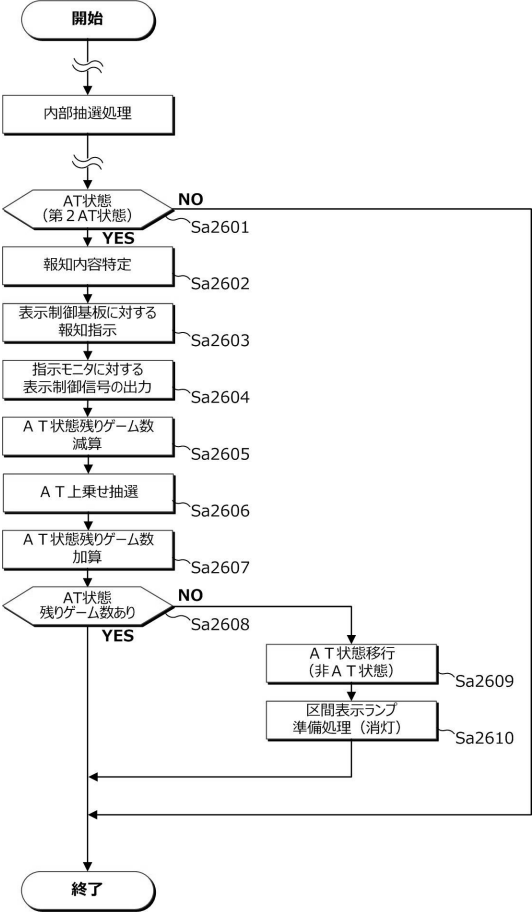 開始
内部抽選処理
AT状態
(第２AT状態)
NO
Sa2601
YES
報知内容特定
Sa2602
表示制御基板に対する
報知指示
Sa2603
指示モニタに対する
表示制御信号の出力
Sa2604
ＡＴ状態残りゲーム数
減算
Sa2605
ＡＴ上乗せ抽選
Sa2606
ＡＴ状態残りゲーム数
加算
Sa2607
AT状態
残りゲーム数あり
NO
Sa2608
YES
ＡＴ状態移行
（非ＡＴ状態）
Sa2609
区間表示ランプ
準備処理（消灯）
Sa2610
終了